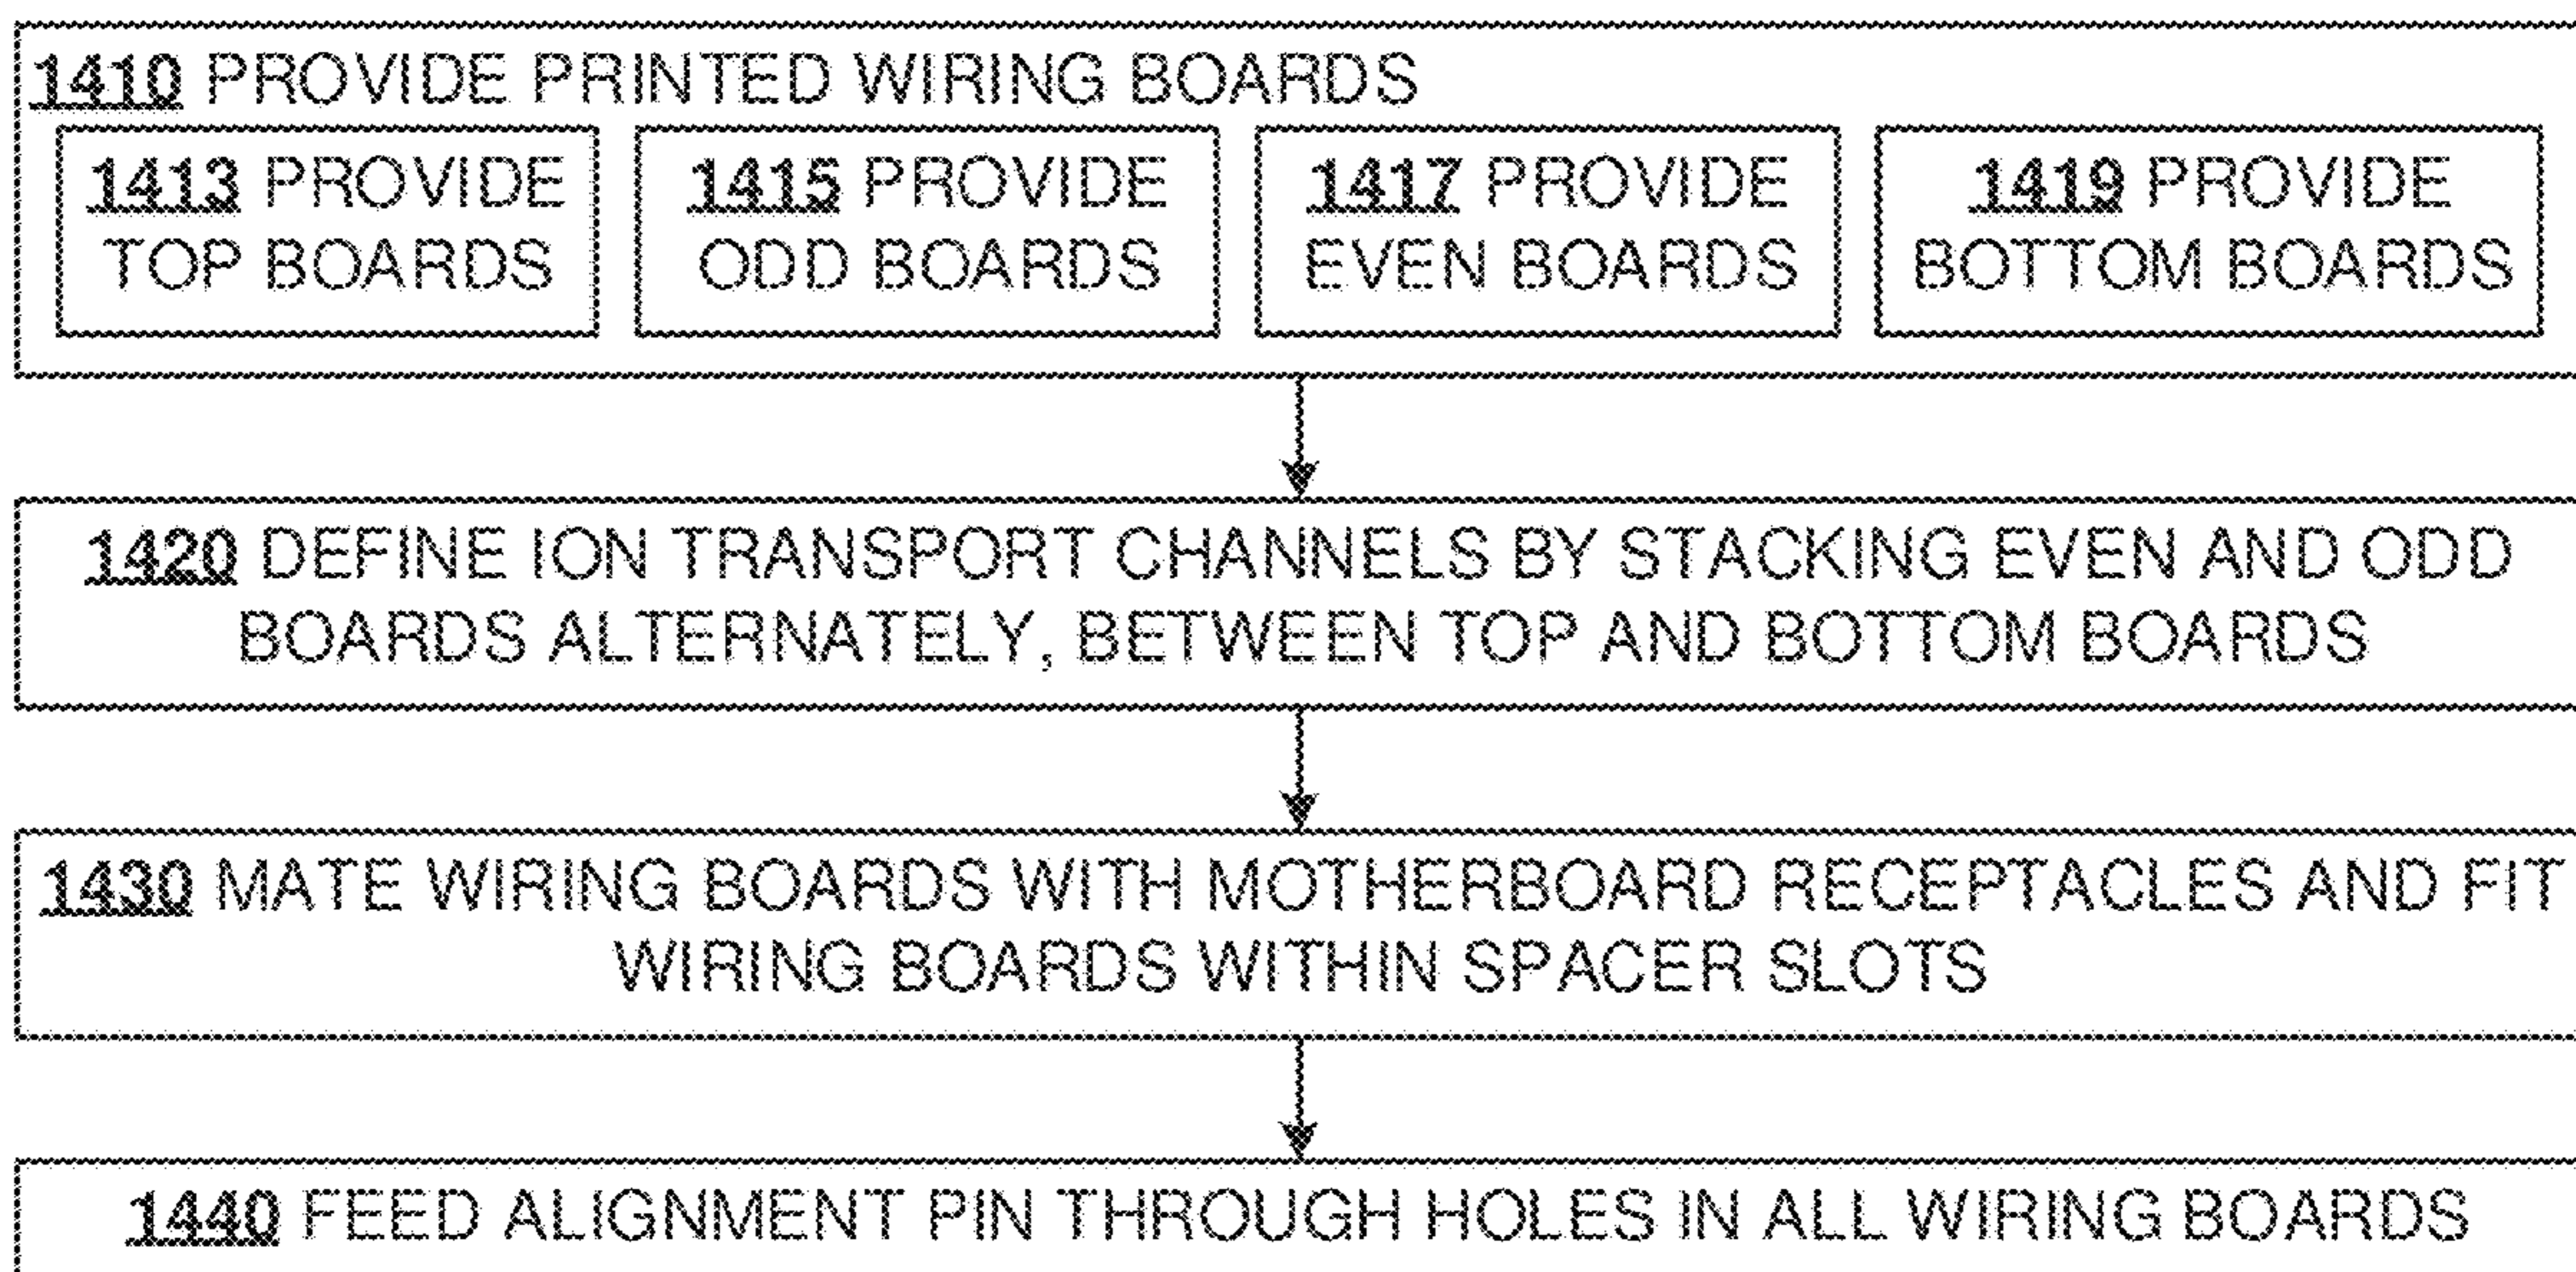 1410 PROVIDE PRINTED WIRING BOARDS
1413 PROVIDE
TOP BOARDS
1415 PROVIDE
ODD BOARDS
1417 PROVIDE
EVEN BOARDS
1419 PROVIDE
BOTTOM BOARDS
1420 DEFINE ION TRANSPORT CHANNELS BY STACKING EVEN AND ODD
BOARDS ALTERNATELY, BETWEEN TOP AND BOTTOM BOARDS
1430 MATE WIRING BOARDS WITH MOTHERBOARD RECEPTACLES AND FIT
WIRING BOARDS WITHIN SPACER SLOTS
1440 FEED ALIGNMENT PIN THROUGH HOLES IN ALL WIRING BOARDS